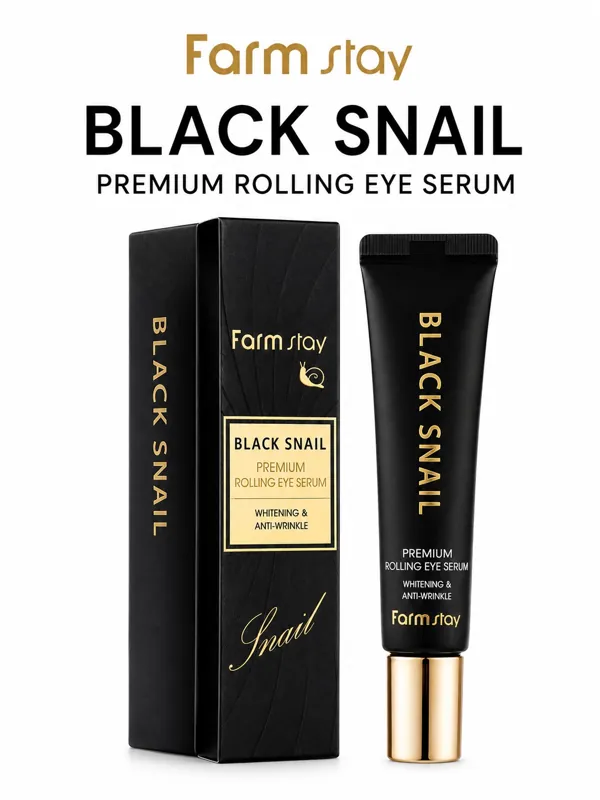 Farm stay
BLACK SNAIL
PREMIUM ROLLING EYE SERUM
BLACK SNAIL
Farm stay
BLACK SNAIL
PREMIUM
ROLLING EYE SERUM
WHITENING &
ANTI-WRINKLE
Snail
BLACK SNAIL
PREMIUM
ROLLING EYE SERUM
WHITENING &
ANTI-WRINKLE
Farm stay